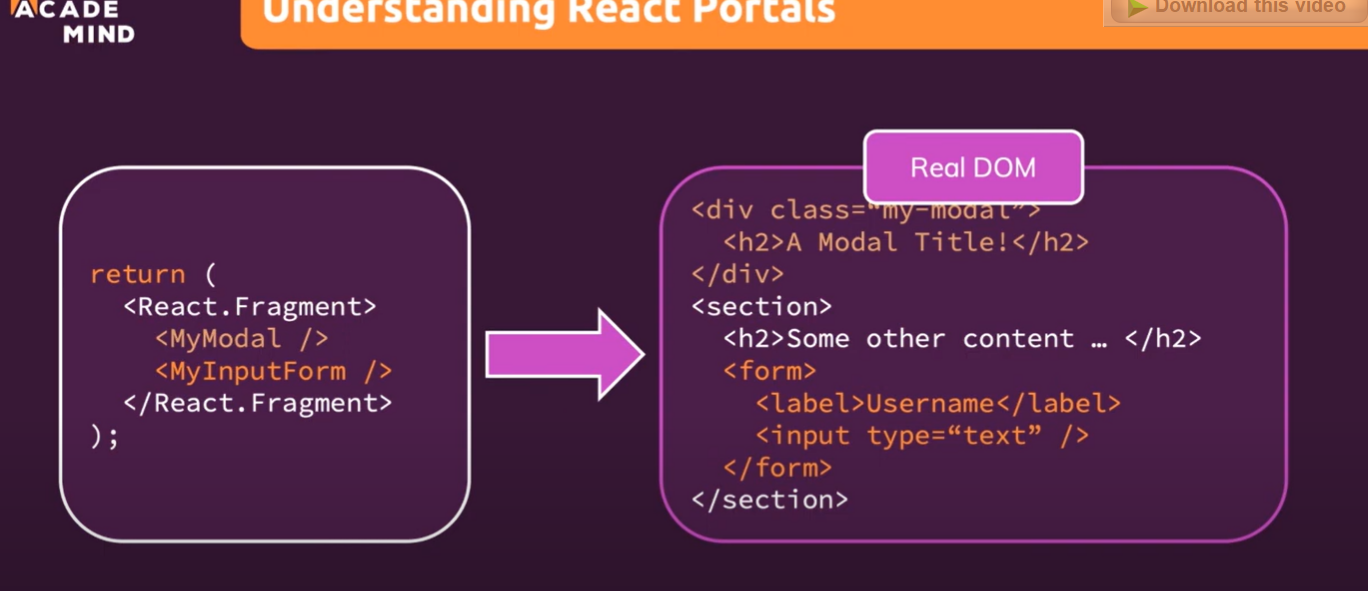 ACADE
MIND
Understanding React Portals
Download this video
Real DOM
return (
<React.Fragment>
<MyModal />
<MyInputForm />
</React.Fragment>
);
<div class=“my-modal”>
<h2>A Modal Title!</h2>
</div>
<section>
<h2>Some other content … </h2>
<form>
<label>Username</label>
<input type=“text” />
</form>
</section>